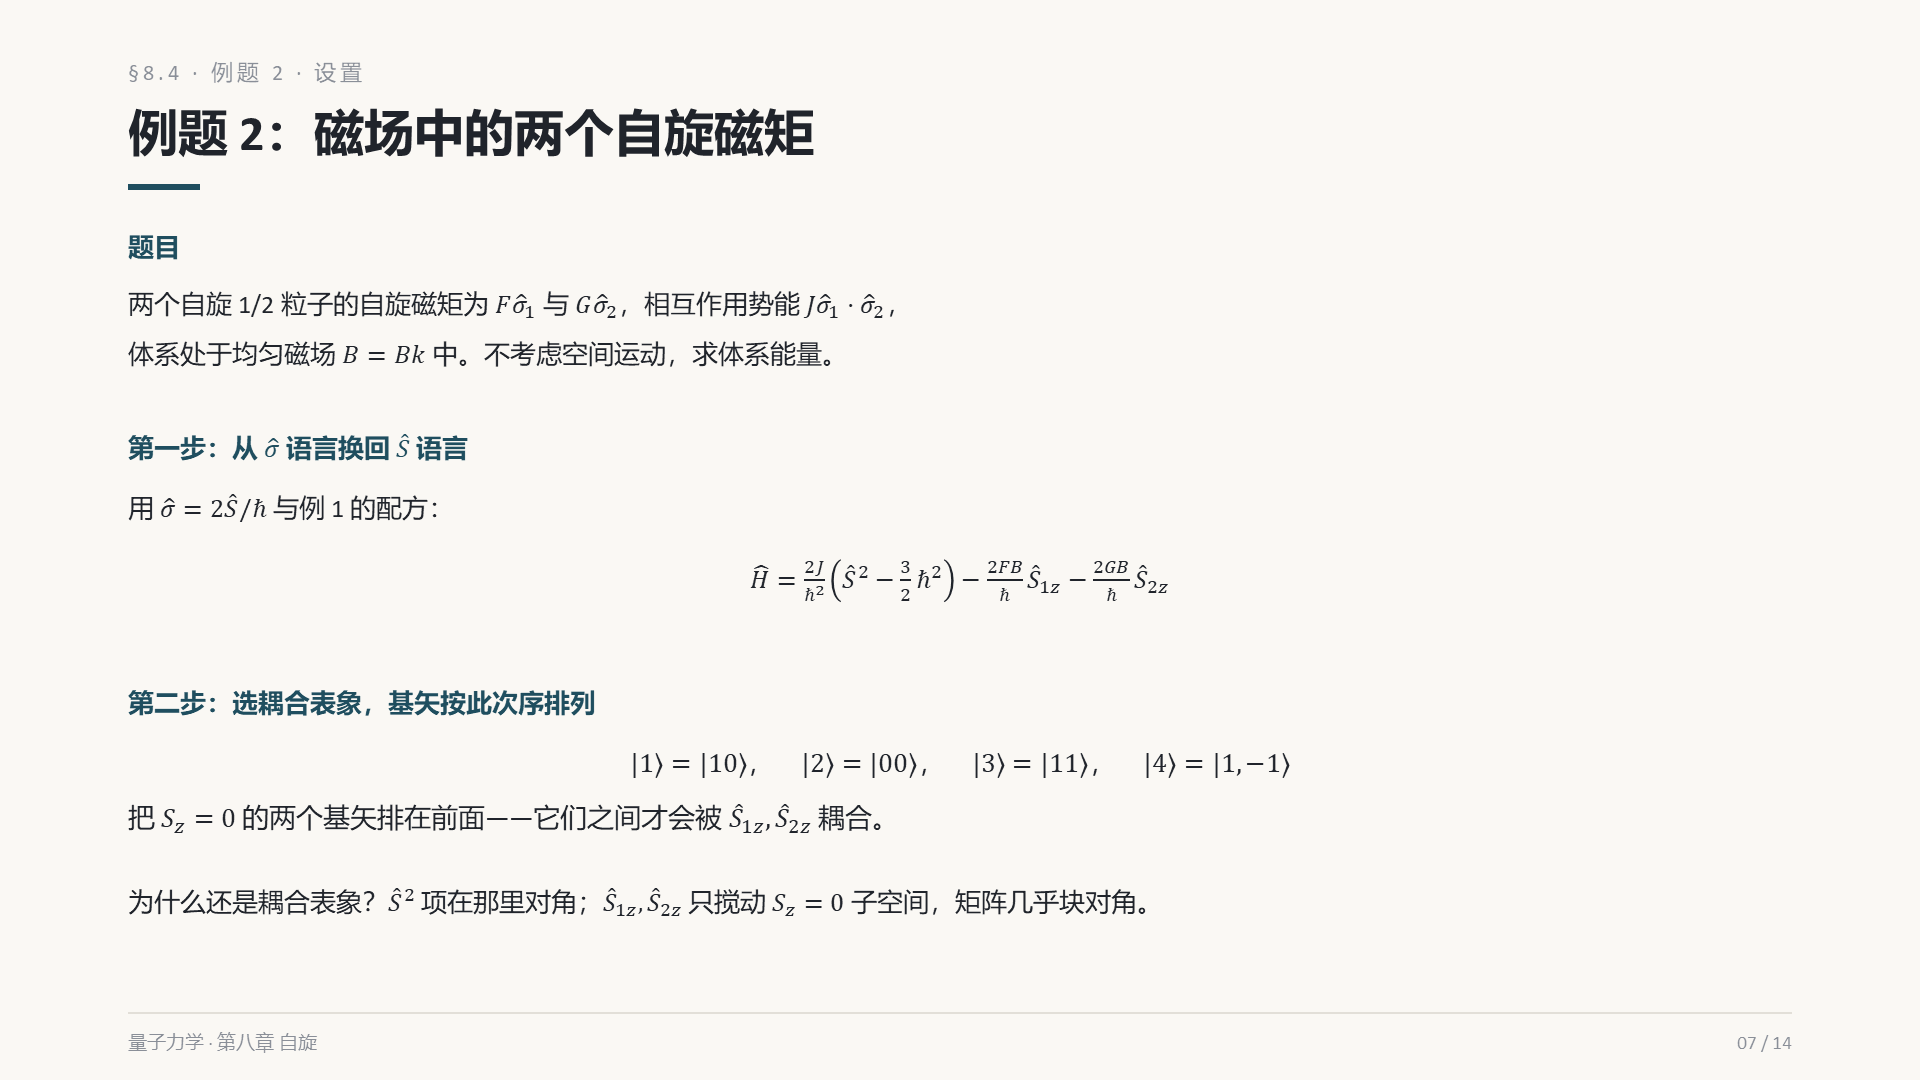 §8.4 · 例题 2 · 设置
例题 2：磁场中的两个自旋磁矩
题目
两个自旋 1/2 粒子的自旋磁矩为 Fσ̂₁ 与 Gσ̂₂，相互作用势能 Jσ̂₁ · σ̂₂，
体系处于均匀磁场 B = Bk 中。不考虑空间运动，求体系能量。
第一步：从 σ̂ 语言换回 Ŝ 语言
用 σ̂ = 2Ŝ/ℏ 与例 1 的配方：
Ĥ = 2J/ℏ² (Ŝ² − 3/2 ℏ²) − 2FB/ℏ Ŝ₁z − 2GB/ℏ Ŝ₂z
第二步：选耦合表象，基矢按此次序排列
|1⟩ = |10⟩, |2⟩ = |00⟩, |3⟩ = |11⟩, |4⟩ = |1,−1⟩
把 Sz = 0 的两个基矢排在前面——它们之间才会被 Ŝ₁z, Ŝ₂z 耦合。
为什么还是耦合表象？Ŝ² 项在那里对角；Ŝ₁z, Ŝ₂z 只搅动 Sz = 0 子空间，矩阵几乎块对角。
量子力学 · 第八章 自旋
07 / 14